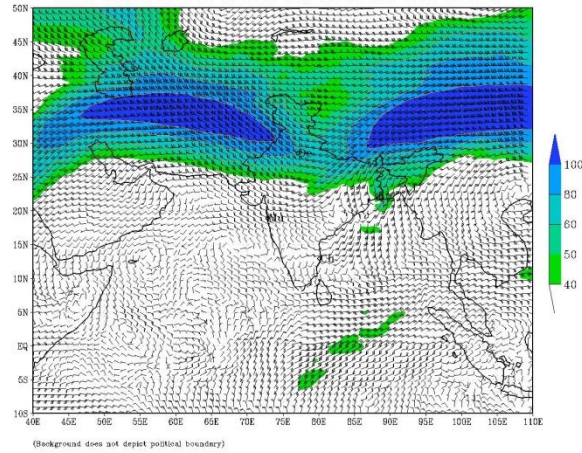 50N
45N
40N
35N
30N
25N
20N
15N
10N
5N
EQ
5S
10S
40E 45E 50E 55E 60E 65E 70E 75E 80E 85E 90E 95E 100E 105E 110E
100
80
60
50
40
(Background does not depict political boundary)